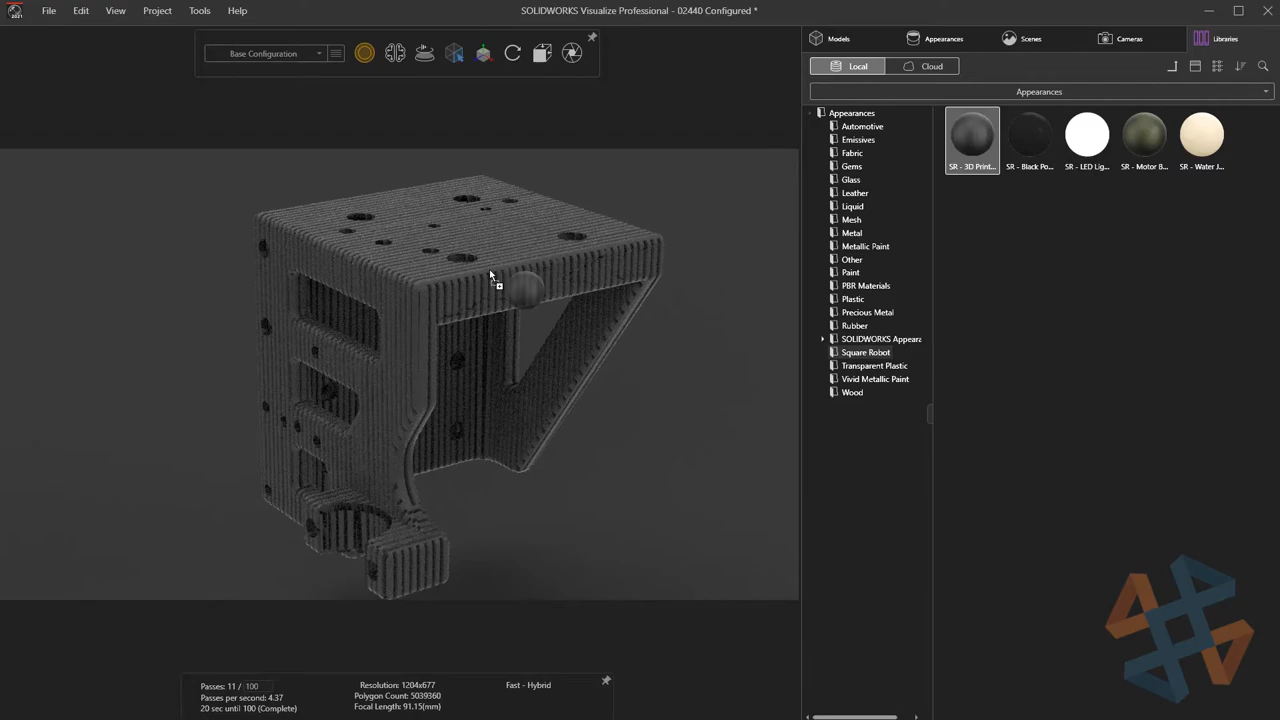 2021
File Edit View Project Tools Help
SOLIDWORKS Visualize Professional - 02440 Configured *
Base Configuration
Models Appearances Scenes Cameras Libraries
Local Cloud
Appearances
Appearances
Automotive
Emissives
Fabric
Gems
Glass
Leather
Liquid
Mesh
Metal
Metallic Paint
Other
Paint
PBR Materials
Plastic
Precious Metal
Rubber
SOLIDWORKS Appeara
Square Robot
Transparent Plastic
Vivid Metallic Paint
Wood
SR - 3D Print... SR - Black Po... SR - LED Lig... SR - Motor B... SR - Water J...
Passes: 11 / 100
Passes per second: 4.37
20 sec until 100 (Complete)
Resolution: 1204x677
Polygon Count: 5039360
Focal Length: 91.15(mm)
Fast - Hybrid